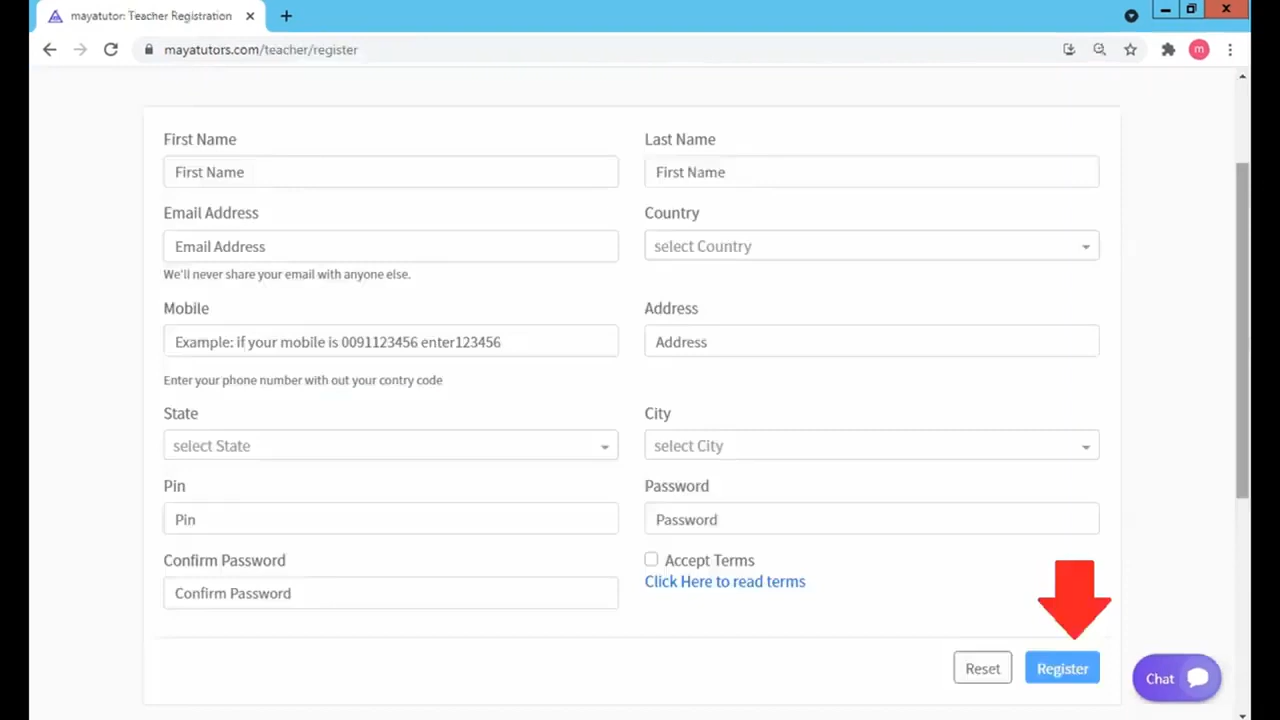 mayatutor: Teacher Registration
mayatutors.com/teacher/register
m
First Name
Last Name
First Name
First Name
Email Address
Country
Email Address
select Country
We'll never share your email with anyone else.
Mobile
Address
Example: if your mobile is 0091123456 enter123456
Address
Enter your phone number with out your contry code
State
City
select State
select City
Pin
Password
Pin
Password
Confirm Password
Accept Terms
Click Here to read terms
Confirm Password
Reset
Register
Chat